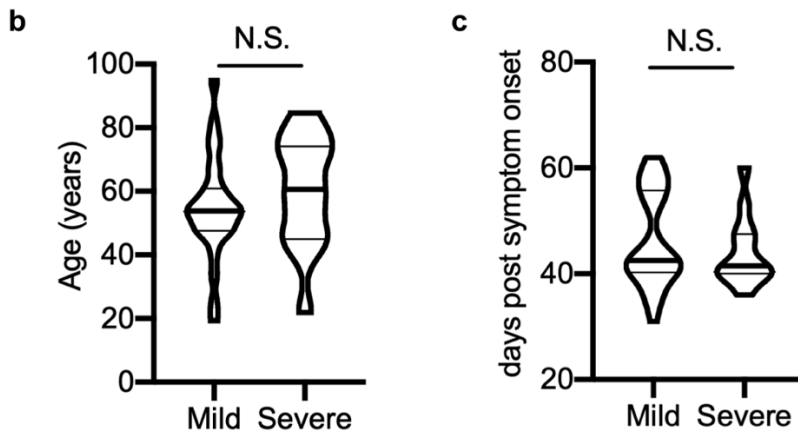 b
N.S.
100
80
60
40
20
0
Age (years)
Mild Severe
c
N.S.
80
60
40
20
days post symptom onset
Mild Severe